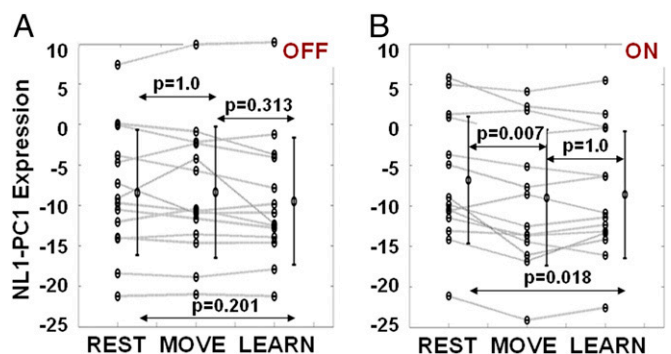 A
B
OFF
ON
NL1-PC1 Expression
10
5
0
-5
-10
-15
-20
-25
p=1.0
p=0.313
p=0.201
REST MOVE LEARN
10
5
0
-5
-10
-15
-20
-25
p=0.007
p=1.0
p=0.018
REST MOVE LEARN